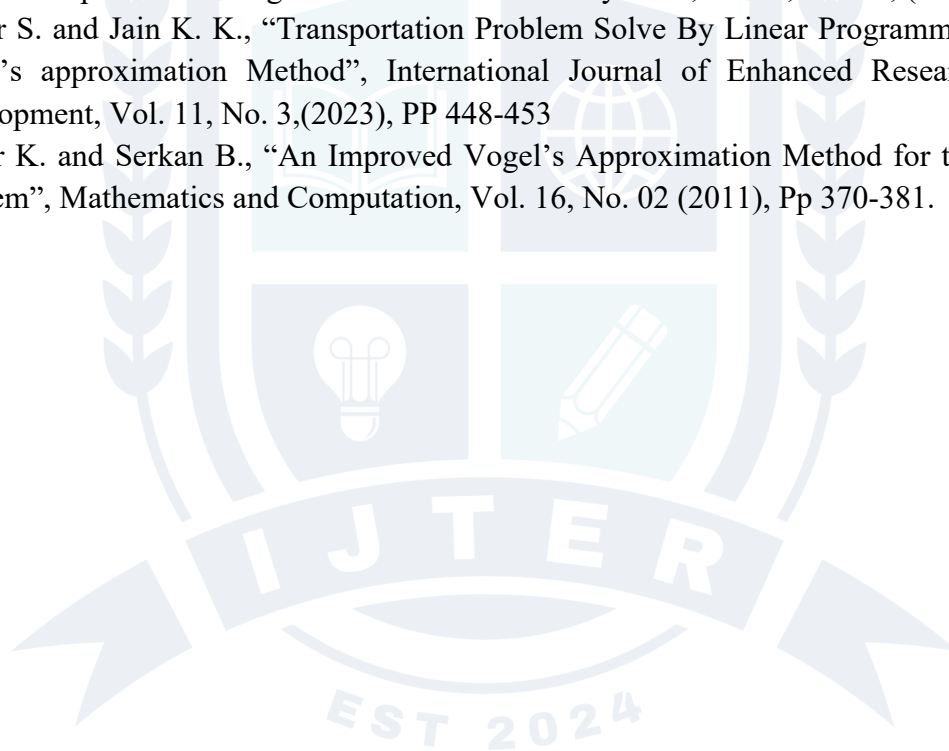 r S. and Jain K. K., “Transportation Problem Solve By Linear Programm
’s approximation Method”, International Journal of Enhanced Resear
opment, Vol. 11, No. 3,(2023), PP 448-453
r K. and Serkan B., “An Improved Vogel’s Approximation Method for t
em”, Mathematics and Computation, Vol. 16, No. 02 (2011), Pp 370-381.
IJTER
EST 2024